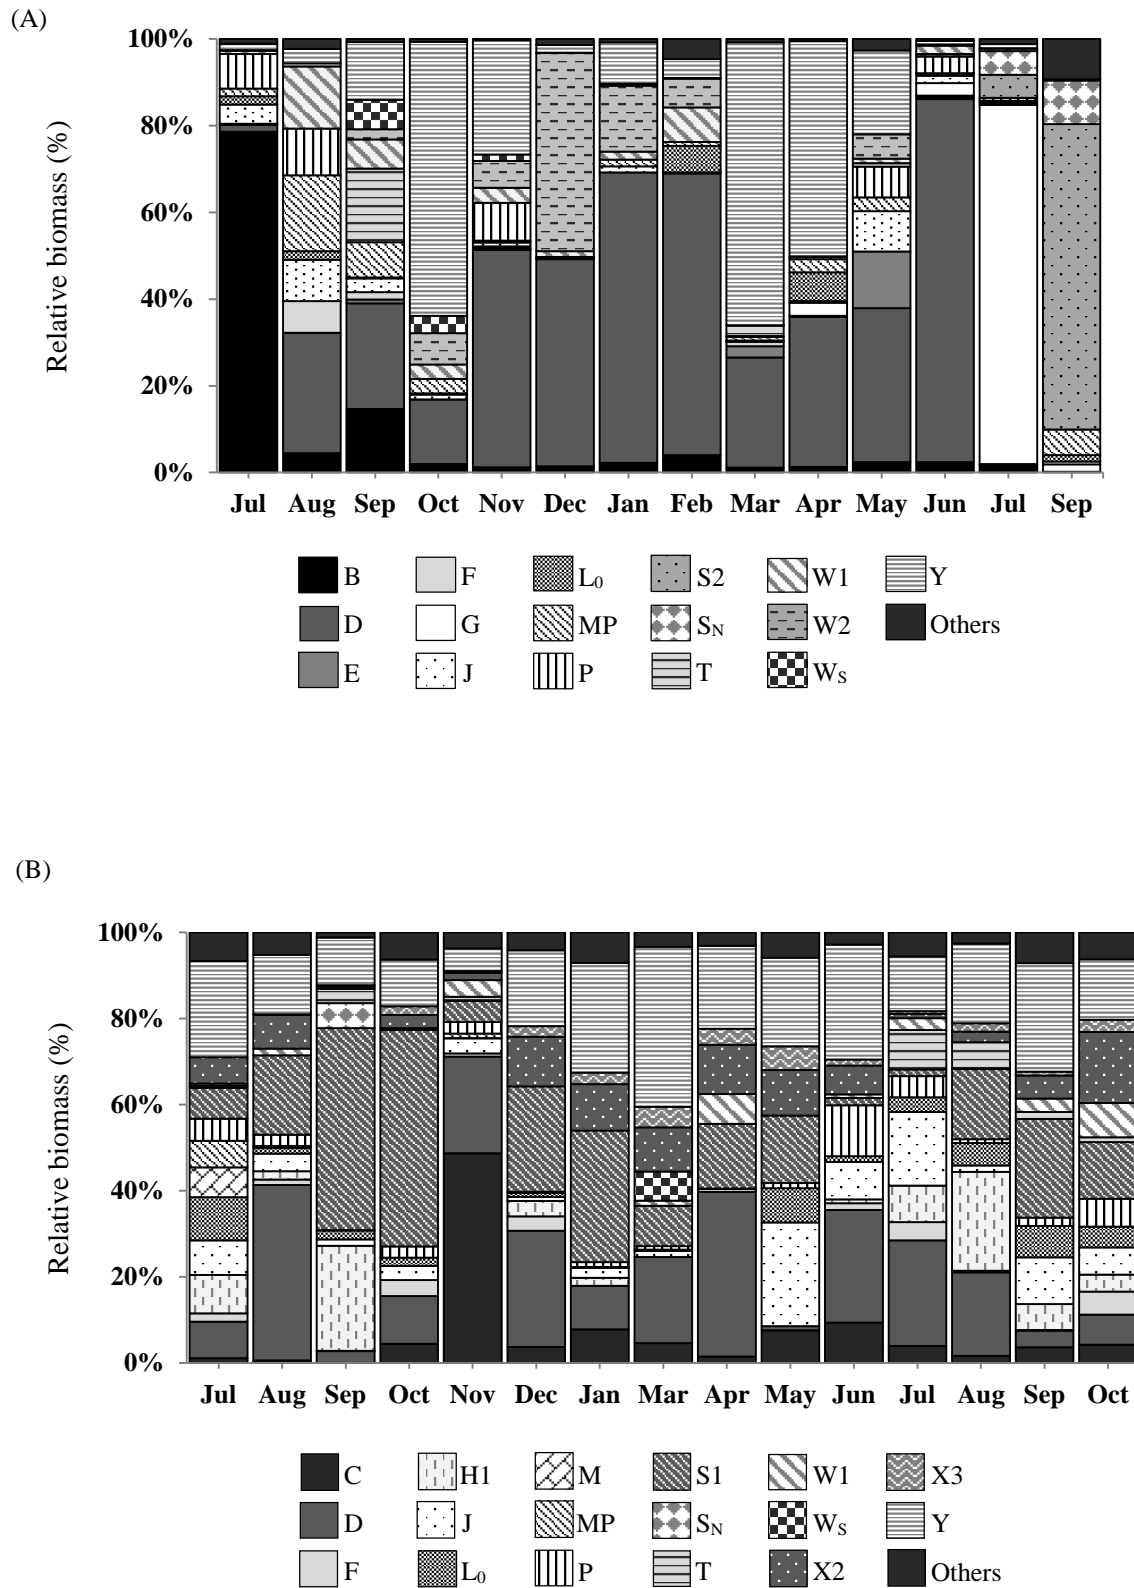 (A)
Relative biomass (%)
100%
80%
60%
40%
20%
0%
Jul Aug Sep Oct Nov Dec Jan Feb Mar Apr May Jun Jul Sep
B F L0 S2 W1 Y
D G MP SN W2 Others
E J P T WS
(B)
Relative biomass (%)
100%
80%
60%
40%
20%
0%
Jul Aug Sep Oct Nov Dec Jan Mar Apr May Jun Jul Aug Sep Oct
C H1 M S1 W1 X3
D J MP SN WS Y
F L0 P T X2 Others